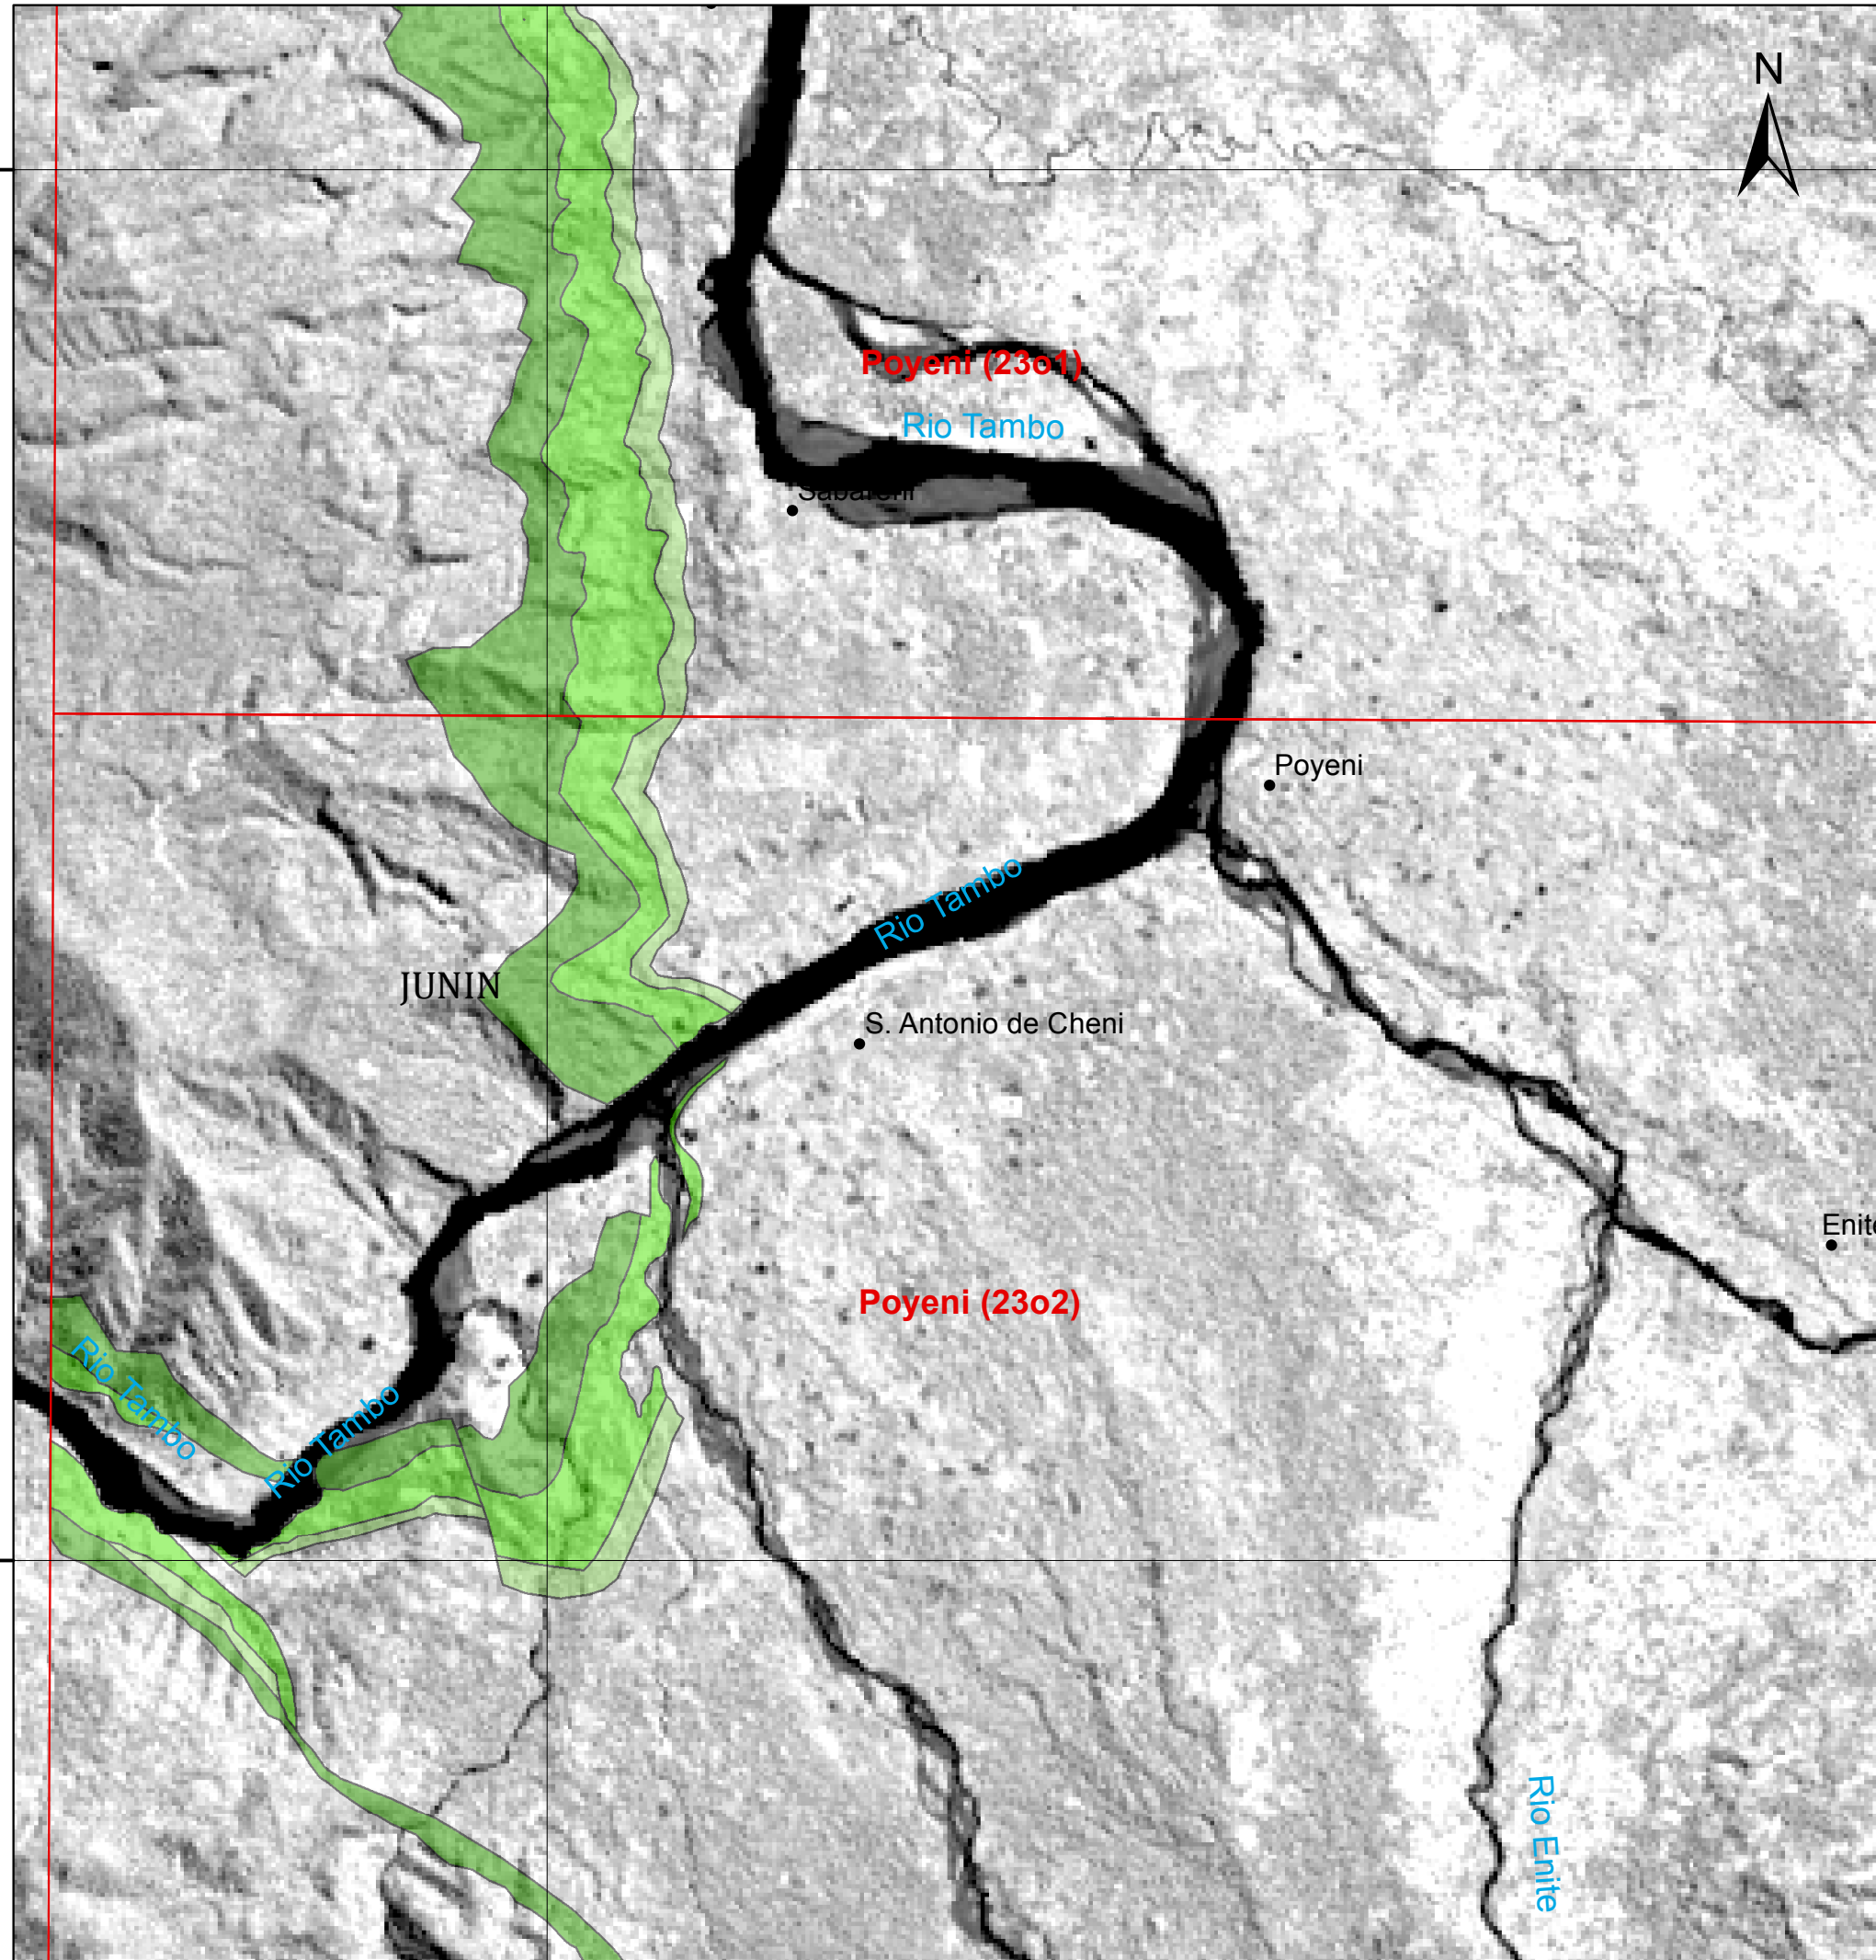 N
Poyeni (23o1)
Rio Tambo
Poyeni
Rio Tambo
JUNIN
S. Antonio de Cheni
Poyeni (23o2)
Rio Tambo
Rio Tambo
Rio Enite